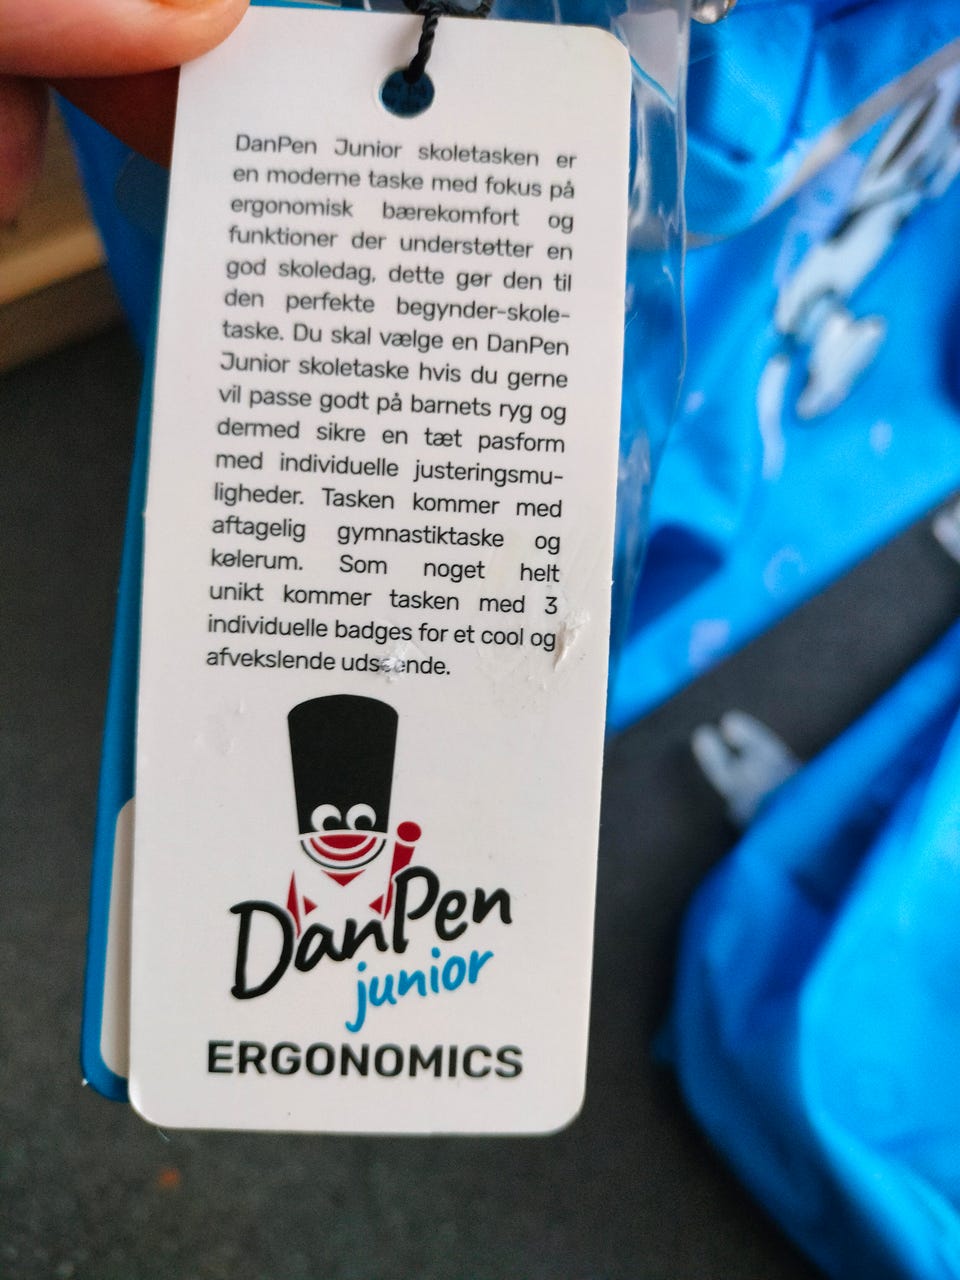 DanPen Junior skoletasken er
en moderne taske med fokus på
ergonomisk bærekomfort og
funktioner der understøtter en
god skoledag, dette gør den til
den perfekte begynder-skole-
taske. Du skal vælge en DanPen
Junior skoletaske hvis du gerne
vil passe godt på barnets ryg og
dermed sikre en tæt pasform
med individuelle justeringsmu-
ligheder. Tasken kommer med
aftagelig gymnastiktaske og
kølerum. Som noget helt
unikt kommer tasken med 3
individuelle badges for et cool og
afvekslende udseende.
DanPen
junior
ERGONOMICS